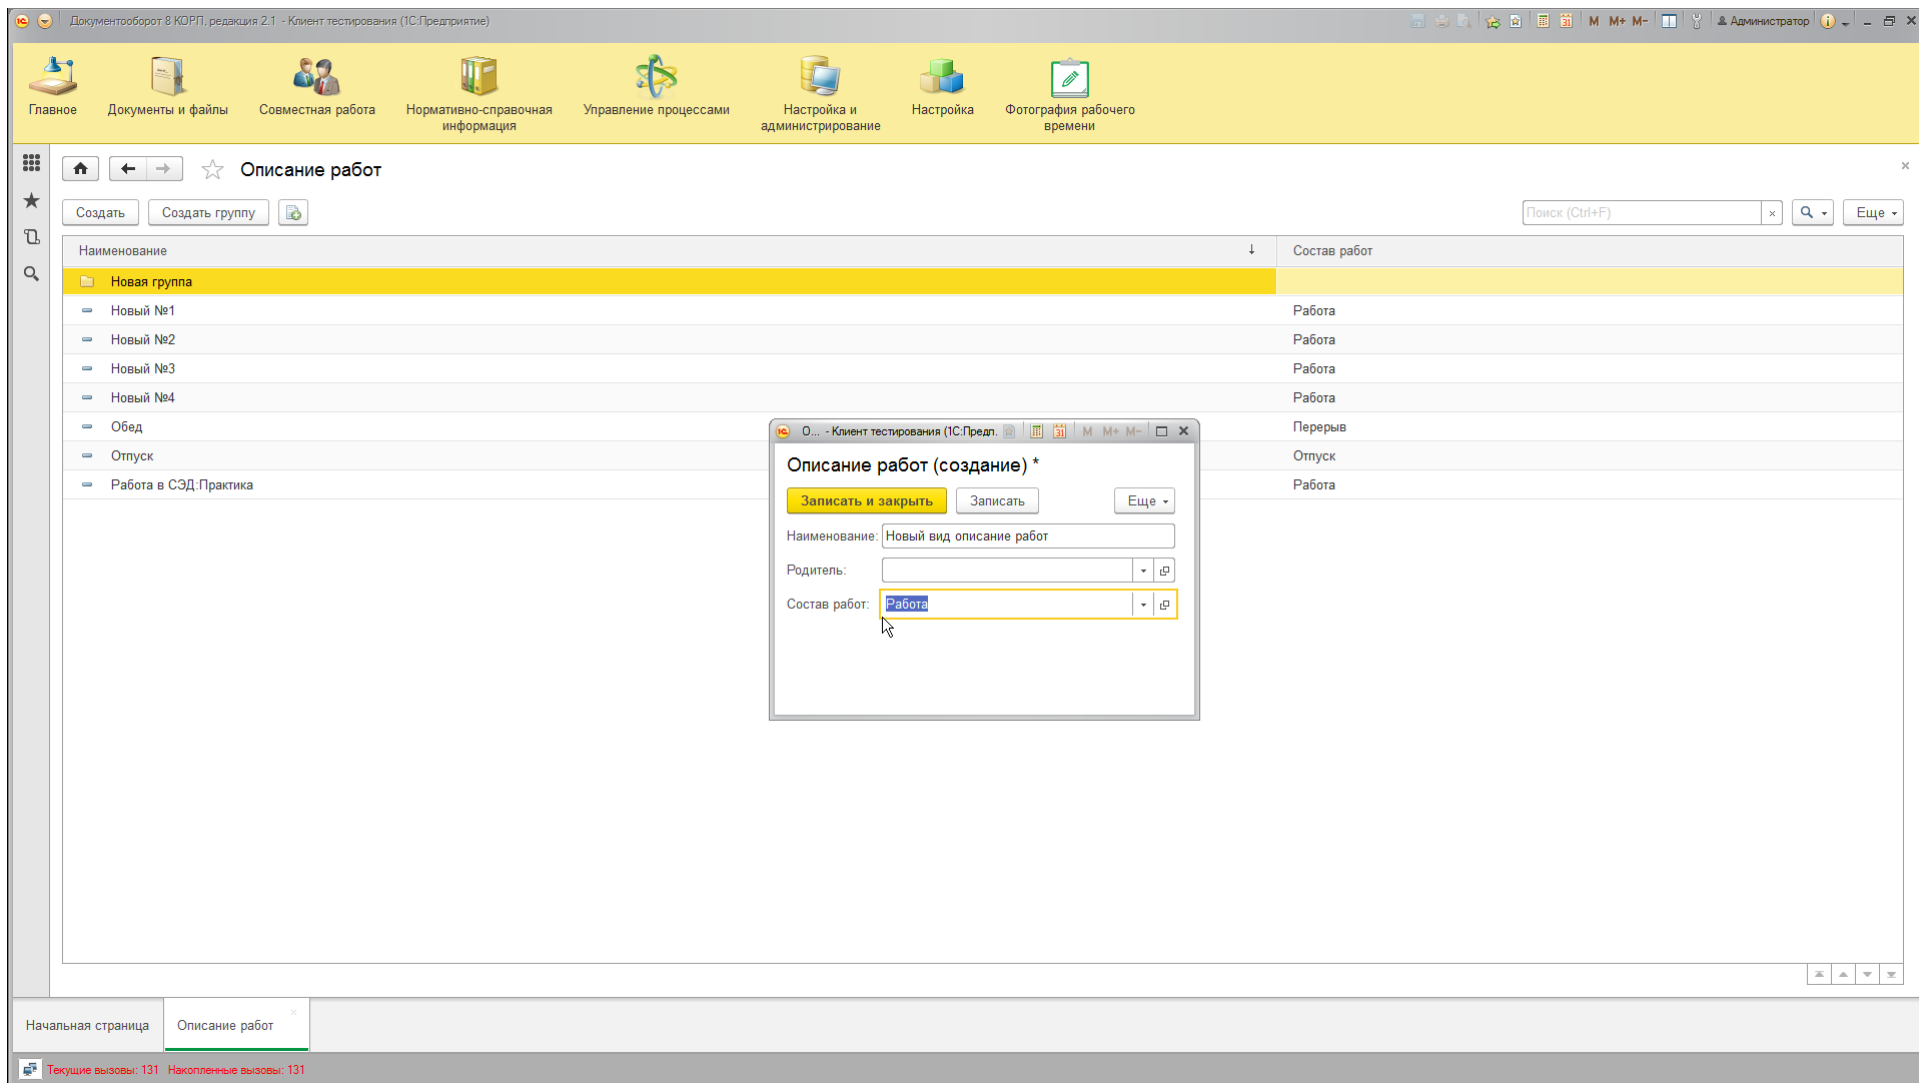 Документооборот 8 КОРП, редакция 2.1 - Клиент тестирования (1С:Предприятие)
M M+ M- Администратор
Главное
Документы и файлы
Совместная работа
Нормативно-справочная
информация
Управление процессами
Настройка и
администрирование
Настройка
Фотография рабочего
времени
Описание работ
Создать Создать группу Поиск (Ctrl+F) Еще
Наименование Состав работ
Новая группа
Новый №1 Работа
Новый №2 Работа
Новый №3 Работа
Новый №4 Работа
Обед Перерыв
Отпуск Отпуск
Работа в СЭД:Практика Работа
О... - Клиент тестирования (1С:Предп. 31 M M+ M-
Описание работ (создание) *
Записать и закрыть Записать Еще
Наименование: Новый вид описание работ
Родитель:
Состав работ: Работа
Начальная страница Описание работ
Текущие вызовы: 131 Накопленные вызовы: 131